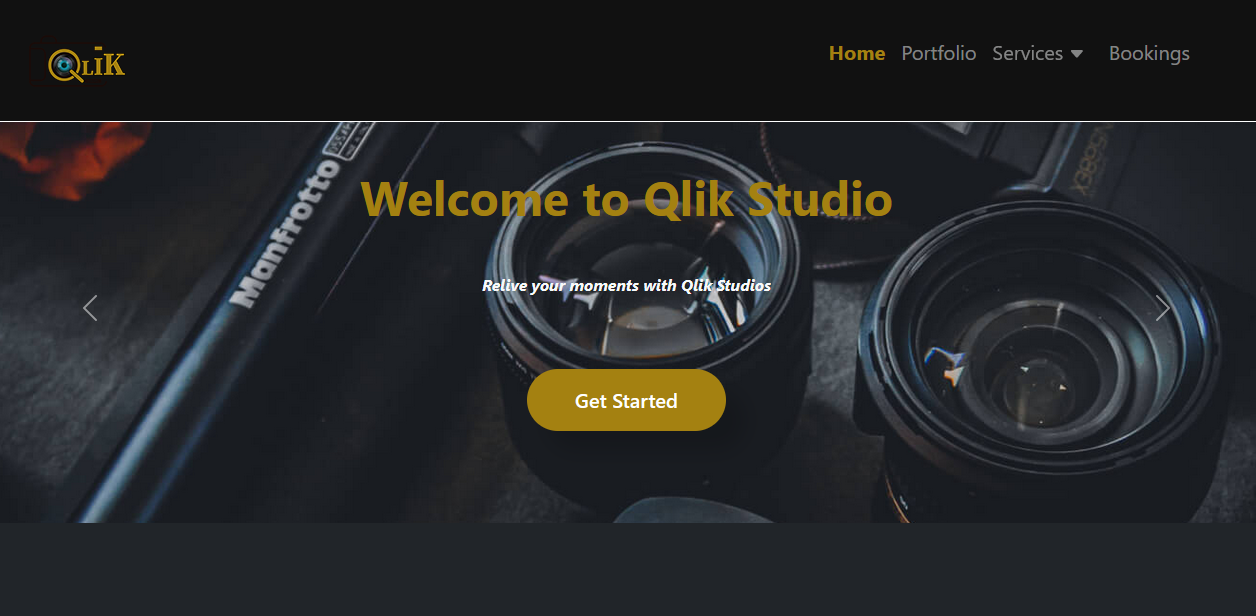 QLIK
Home Portfolio Services Bookings
Welcome to Qlik Studio
Manfrotto
Relive your moments with Qlik Studios
Get Started